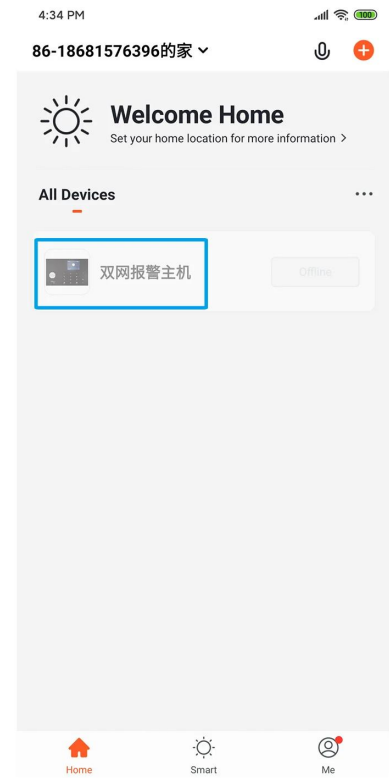 4:34 PM
100
86-18681576396的家
Welcome Home
Set your home location for more information
All Devices
双网报警主机
Offline
Home
Smart
Me